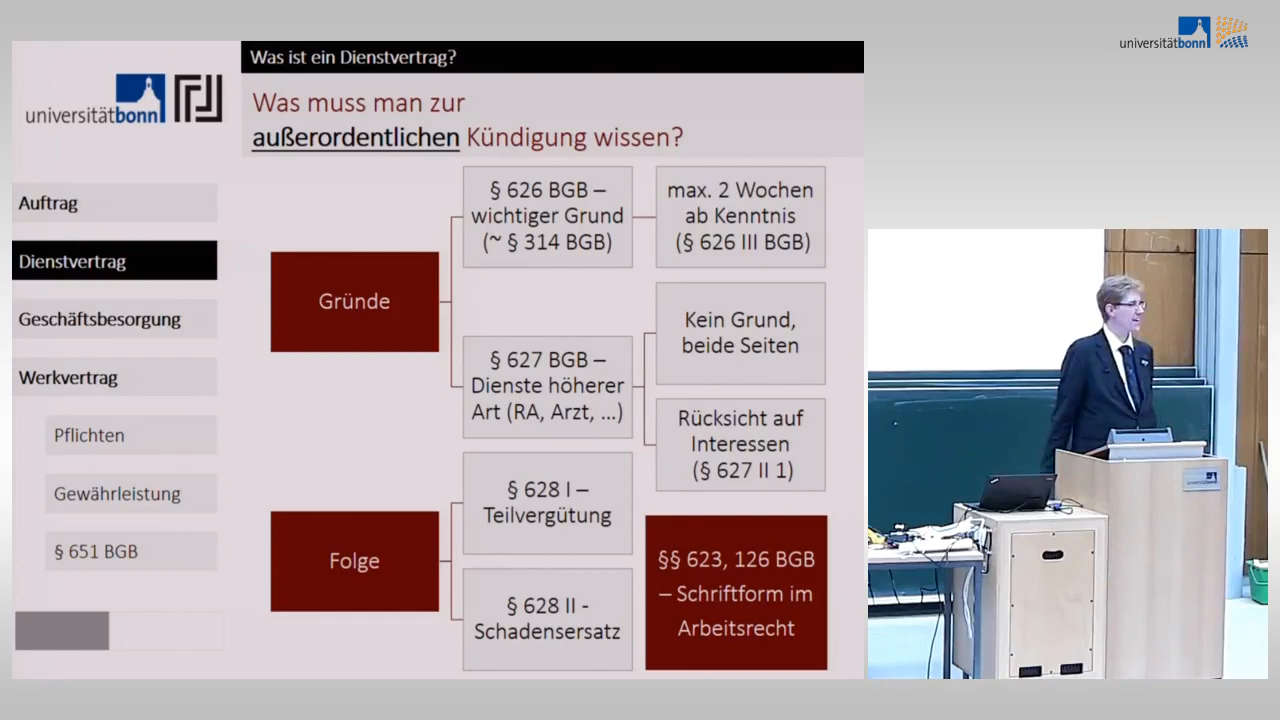 universitätbonn
Was ist ein Dienstvertrag?
universitätbonn
Was muss man zur
außerordentlichen Kündigung wissen?
Auftrag
Dienstvertrag
Geschäftsbesorgung
Werkvertrag
Pflichten
Gewährleistung
§ 651 BGB
Gründe
§ 626 BGB –
wichtiger Grund
(~ § 314 BGB)
max. 2 Wochen
ab Kenntnis
(§ 626 III BGB)
§ 627 BGB –
Dienste höherer
Art (RA, Arzt, ...)
Kein Grund,
beide Seiten
Rücksicht auf
Interessen
(§ 627 II 1)
Folge
§ 628 I –
Teilvergütung
§ 628 II -
Schadensersatz
§§ 623, 126 BGB
– Schriftform im
Arbeitsrecht
universitätbonn